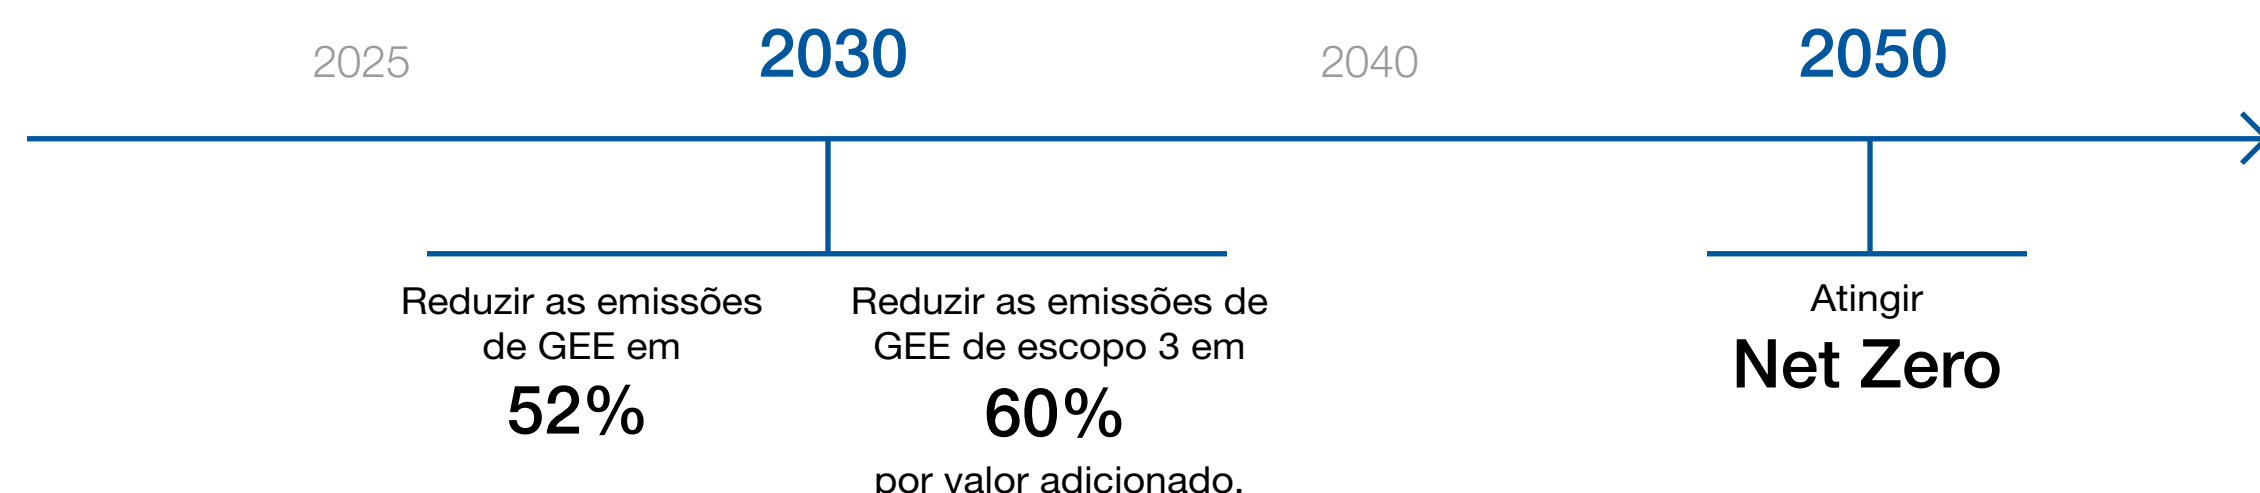 2025
2030
2040
2050
Reduzir as emissões
de GEE em
52%
Reduzir as emissões de
GEE de escopo 3 em
60%
por valor adicionado.
Atingir
Net Zero